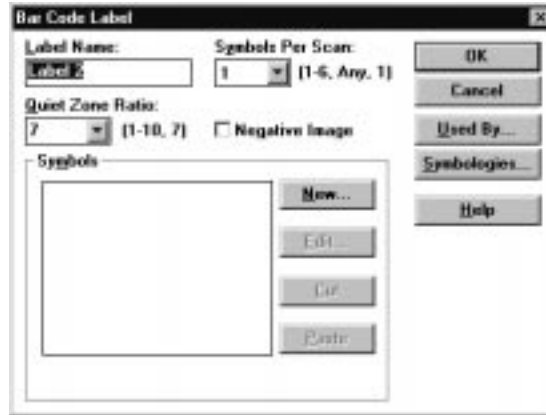 Bar Code Label
Label Name:
Symbols Per Scan:
Label 2
1 (1-6, Any, 1)
Quiet Zone Ratio:
7 (1-10, 7)
Negative Image
Symbols
New...
Edit...
Cut
Paste
OK
Cancel
Used By...
Symbologies...
Help